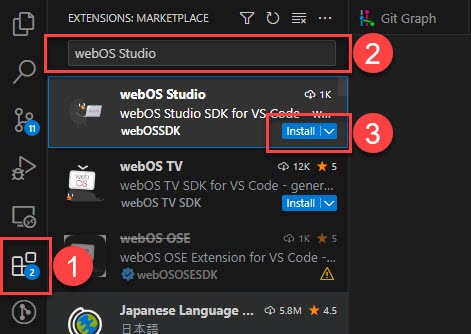 EXTENSIONS: MARKETPLACE
Git Graph
webOS Studio
2
webOS Studio
1K
webOS Studio SDK for VS Code - w...
webOSSDK
Install
3
11
webOS TV
12K
5
webOS TV SDK for VS Code - gener...
webOS TV SDK
Install
webOS OSE
1K
5
webOS OSE Extension for VS Code -...
webOSOSESDK
1
2
Japanese Language ...
5.8M
4.5
日本語